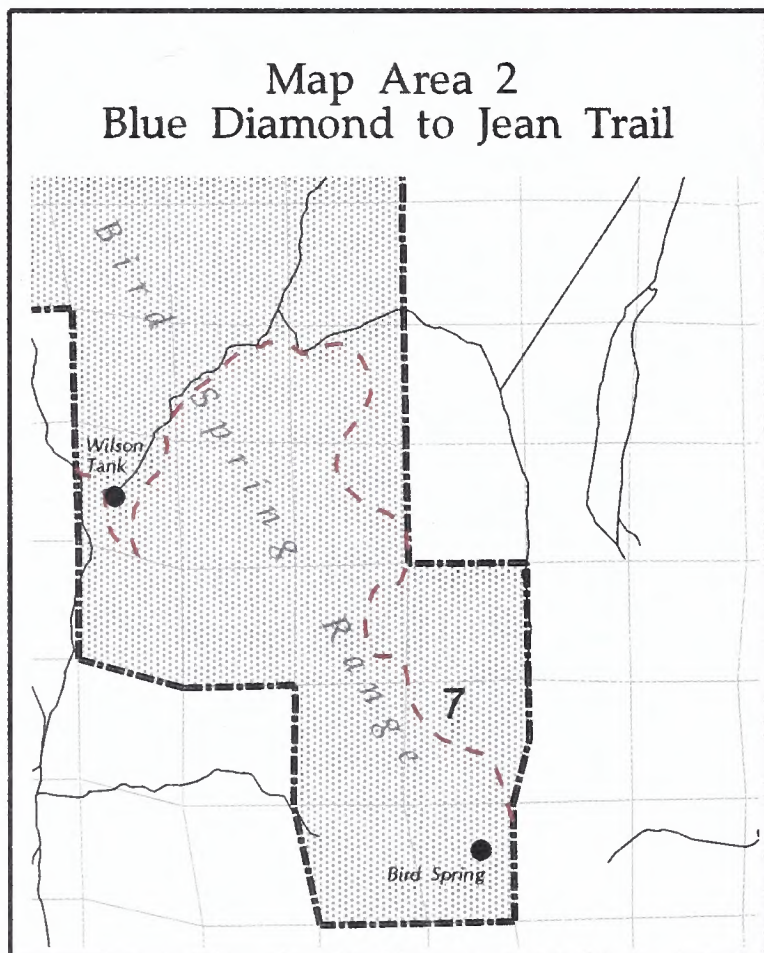 Map Area 2
Blue Diamond to Jean Trail
Bird
Spring
Range
Wilson
Tank
7
Bird Spring